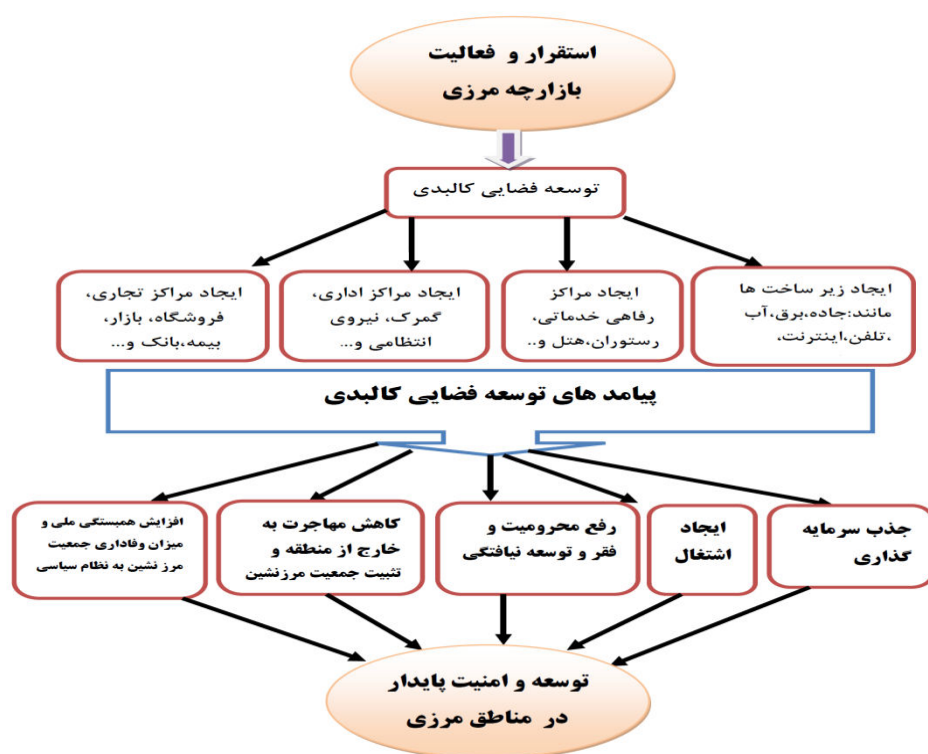 استقرار و فعالیت
بازارچه مرزی
توسعه فضایی کالبدی
ایجاد زیر ساخت ها
مانند:جاده،برق،آب
،تلفن،اینترنت،
ایجاد مراکز
رفاهی خدماتی،
رستوران،هتل و..
ایجاد مراکز اداری،
گمرک، نیروی
انتظامی و...
ایجاد مراکز تجاری،
فروشگاه، بازار،
بیمه،بانک و...
پیامد های توسعه فضایی کالبدی
جذب سرمایه
گذاری
ایجاد
اشتغال
رفع محرومیت و
فقر و توسعه نیافتگی
کاهش مهاجرت به
خارج از منطقه و
تثبیت جمعیت مرزنشین
افزایش همبستگی ملی و
میزان وفاداری جمعیت
مرز نشین به نظام سیاسی
توسعه و امنیت پایدار
در مناطق مرزی